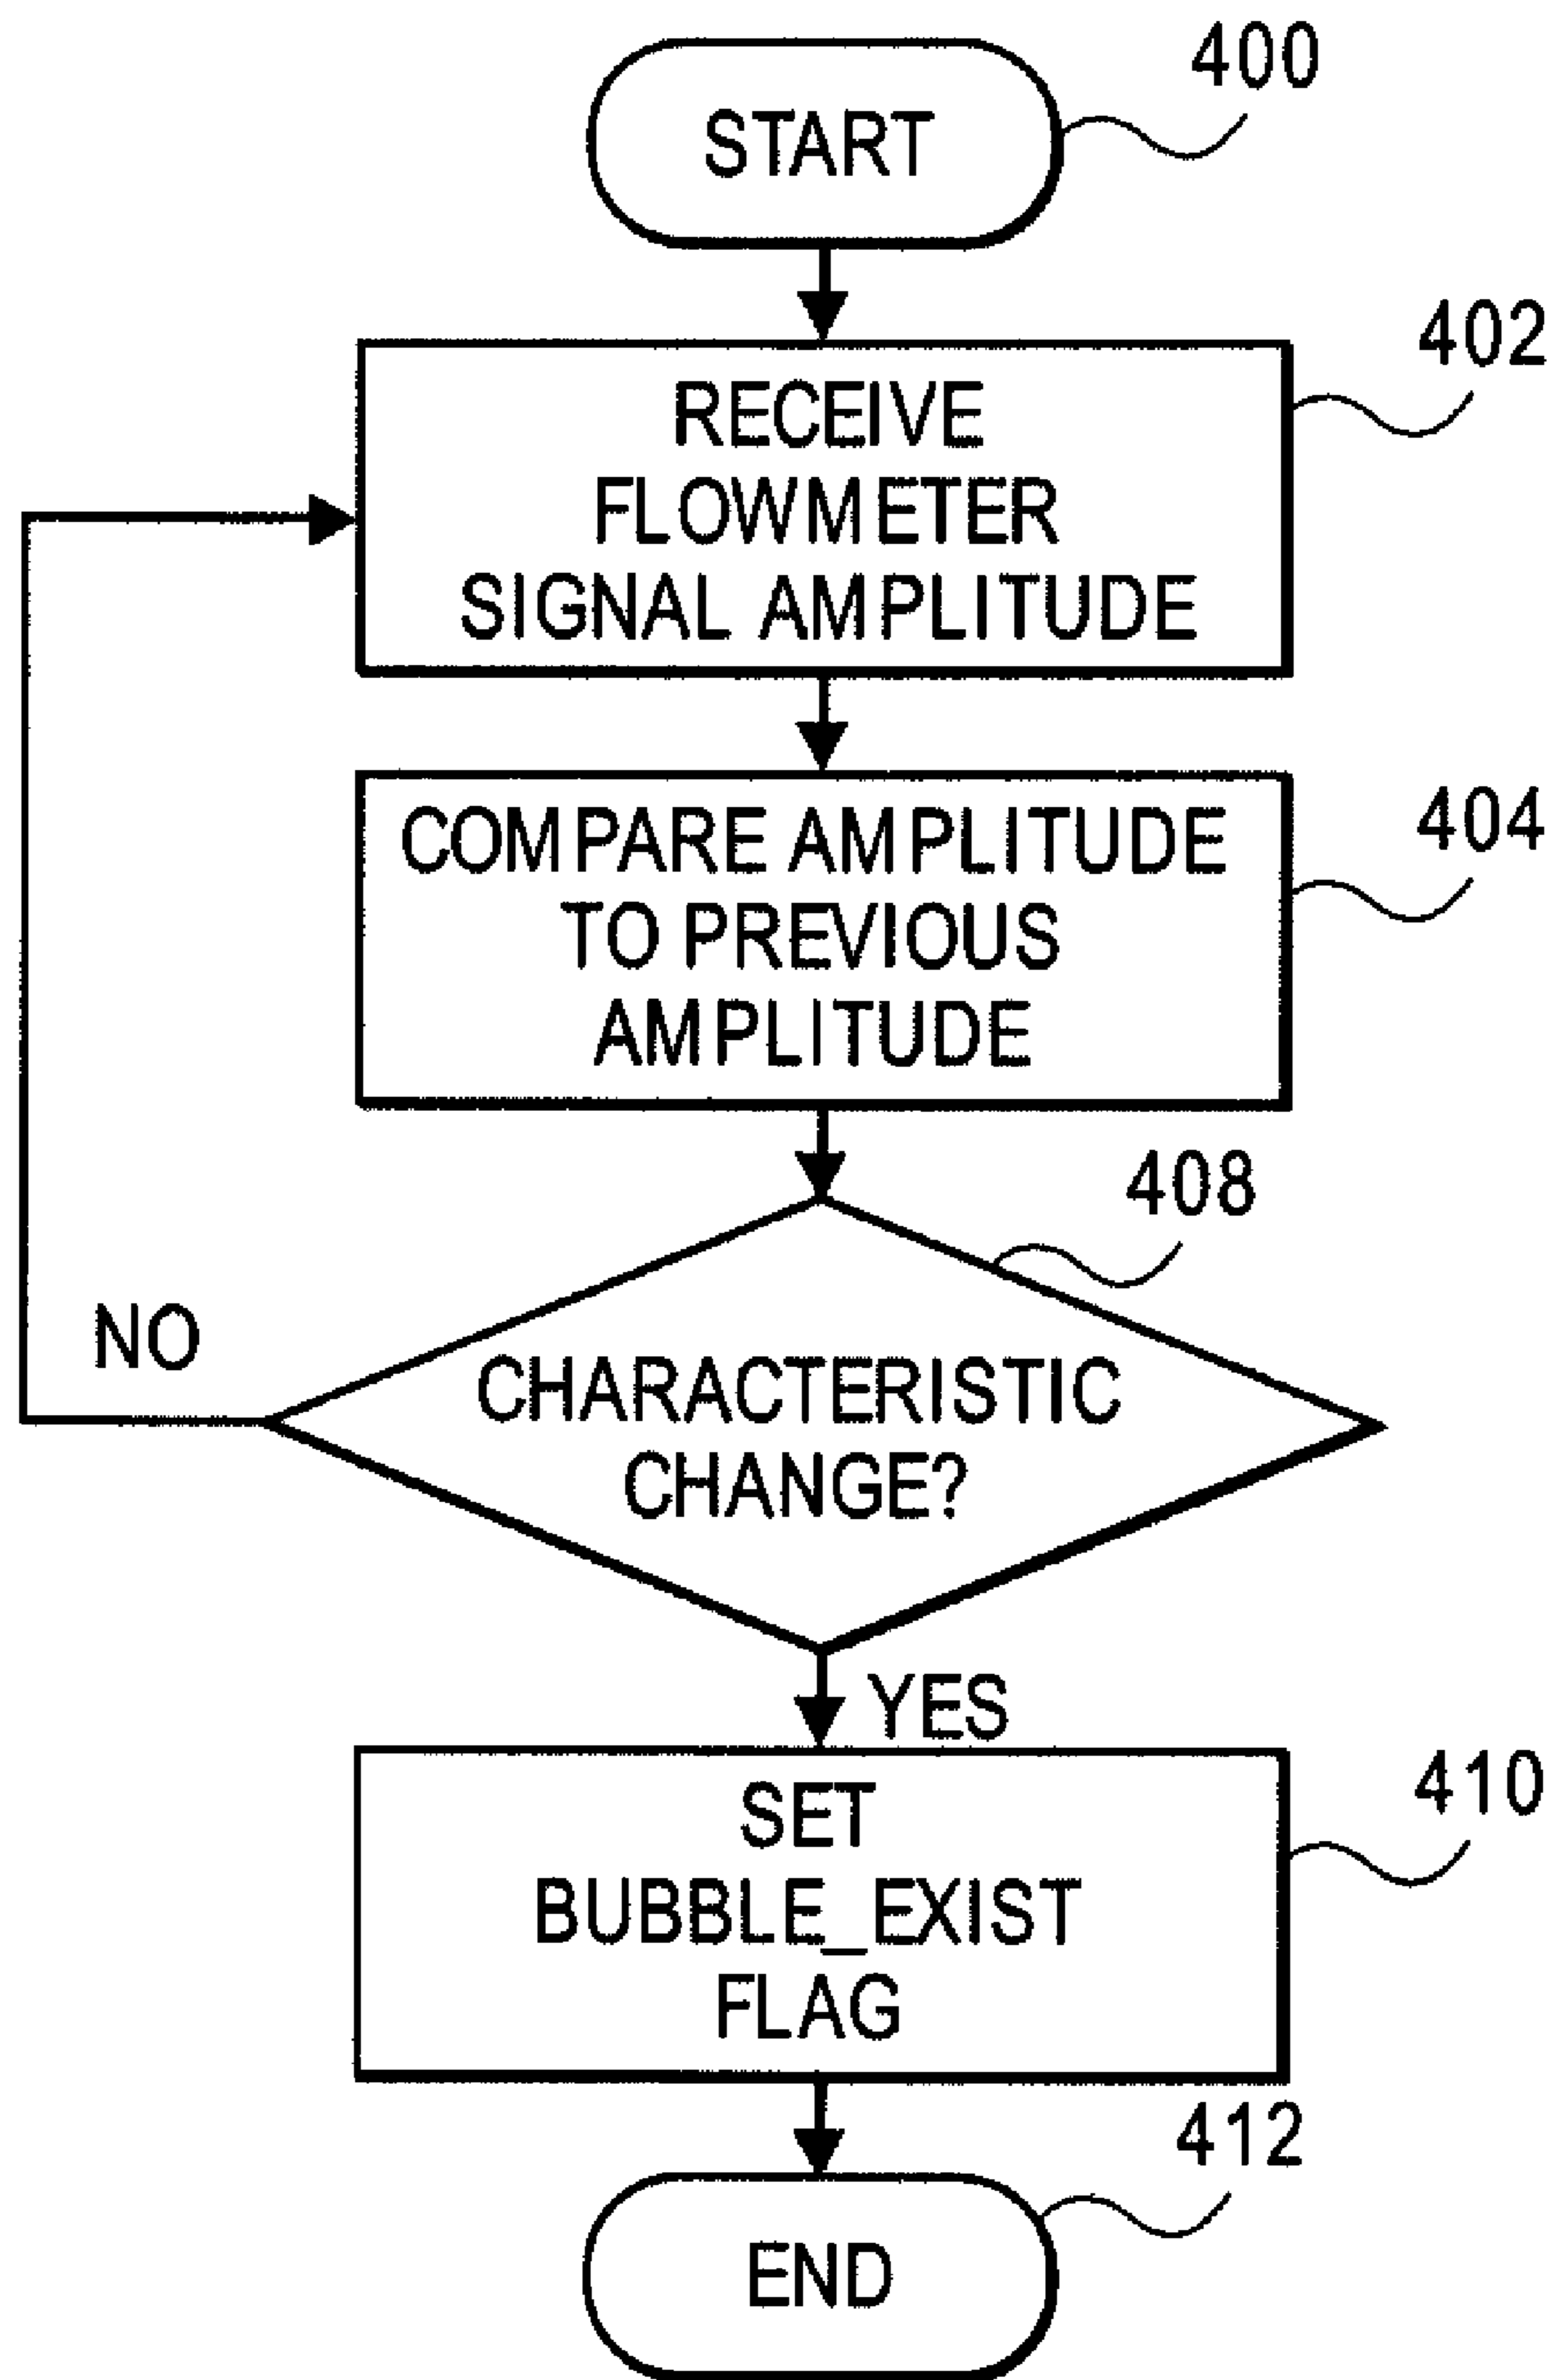 400
START
402
RECEIVE
FLOWMETER
SIGNAL AMPLITUDE
404
COMPARE AMPLITUDE
TO PREVIOUS
AMPLITUDE
408
CHARACTERISTIC
CHANGE?
NO
YES
410
SET
BUBBLE_EXIST
FLAG
412
END